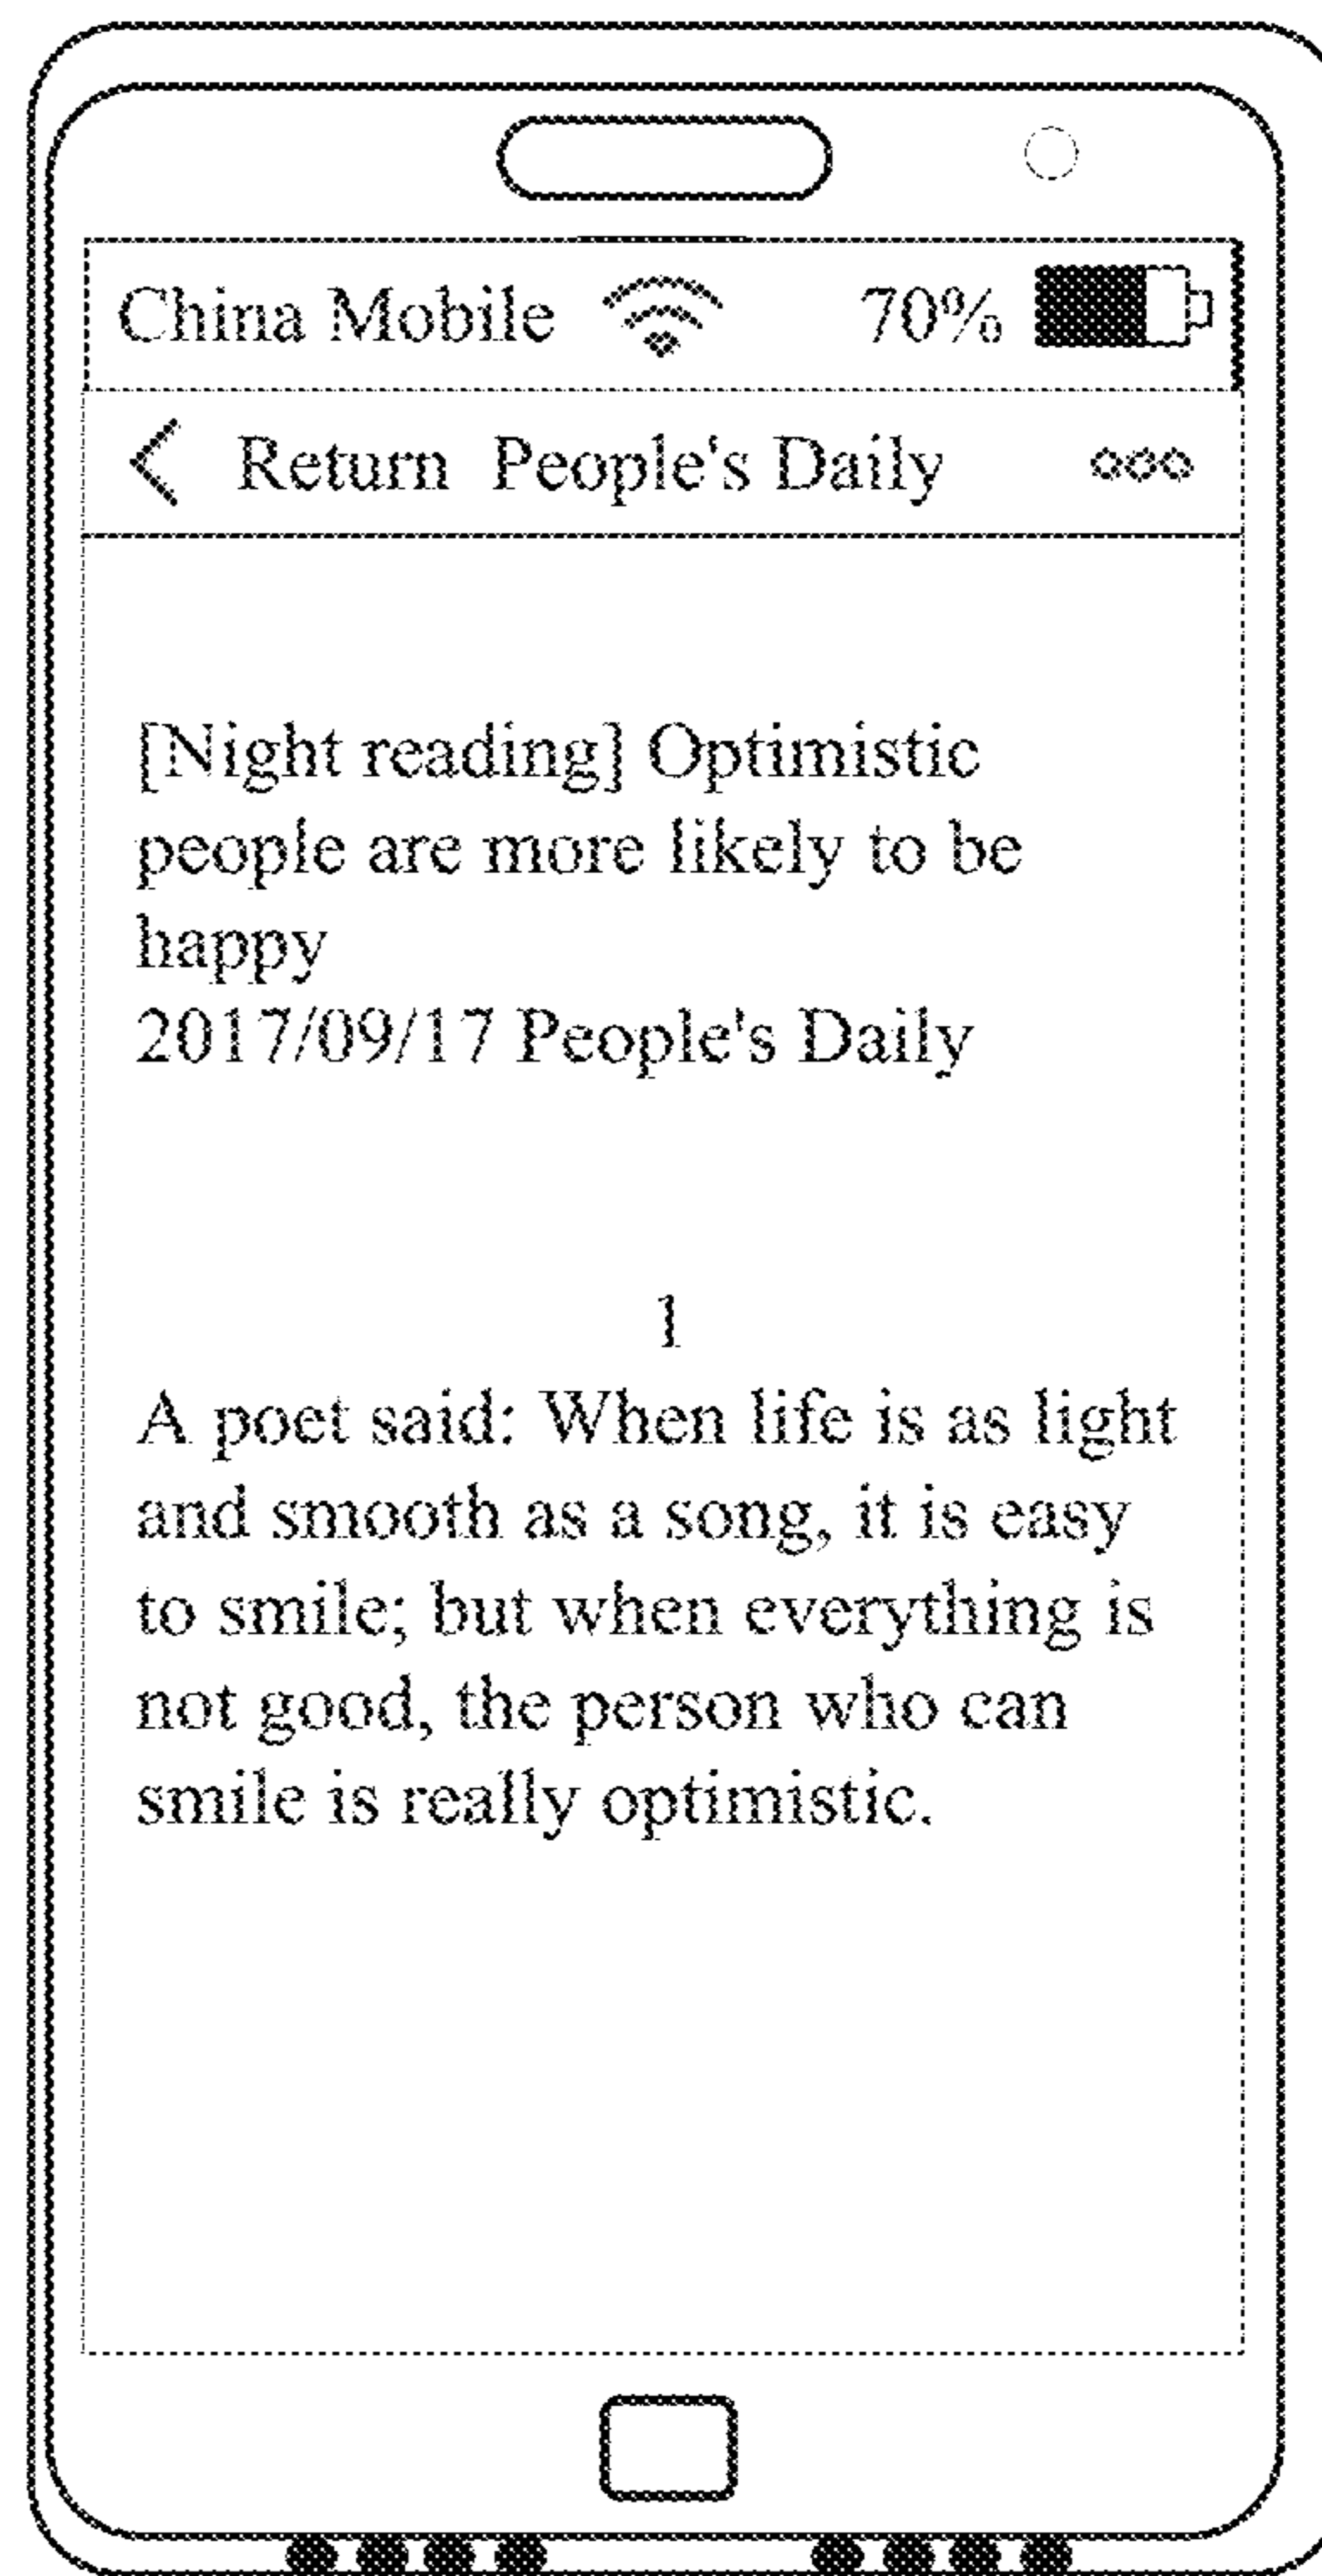 China Mobile 70%
Return People's Daily
[Night reading] Optimistic
people are more likely to be
happy
2017/09/17 People's Daily
1
A poet said: When life is as light
and smooth as a song, it is easy
to smile; but when everything is
not good, the person who can
smile is really optimistic.